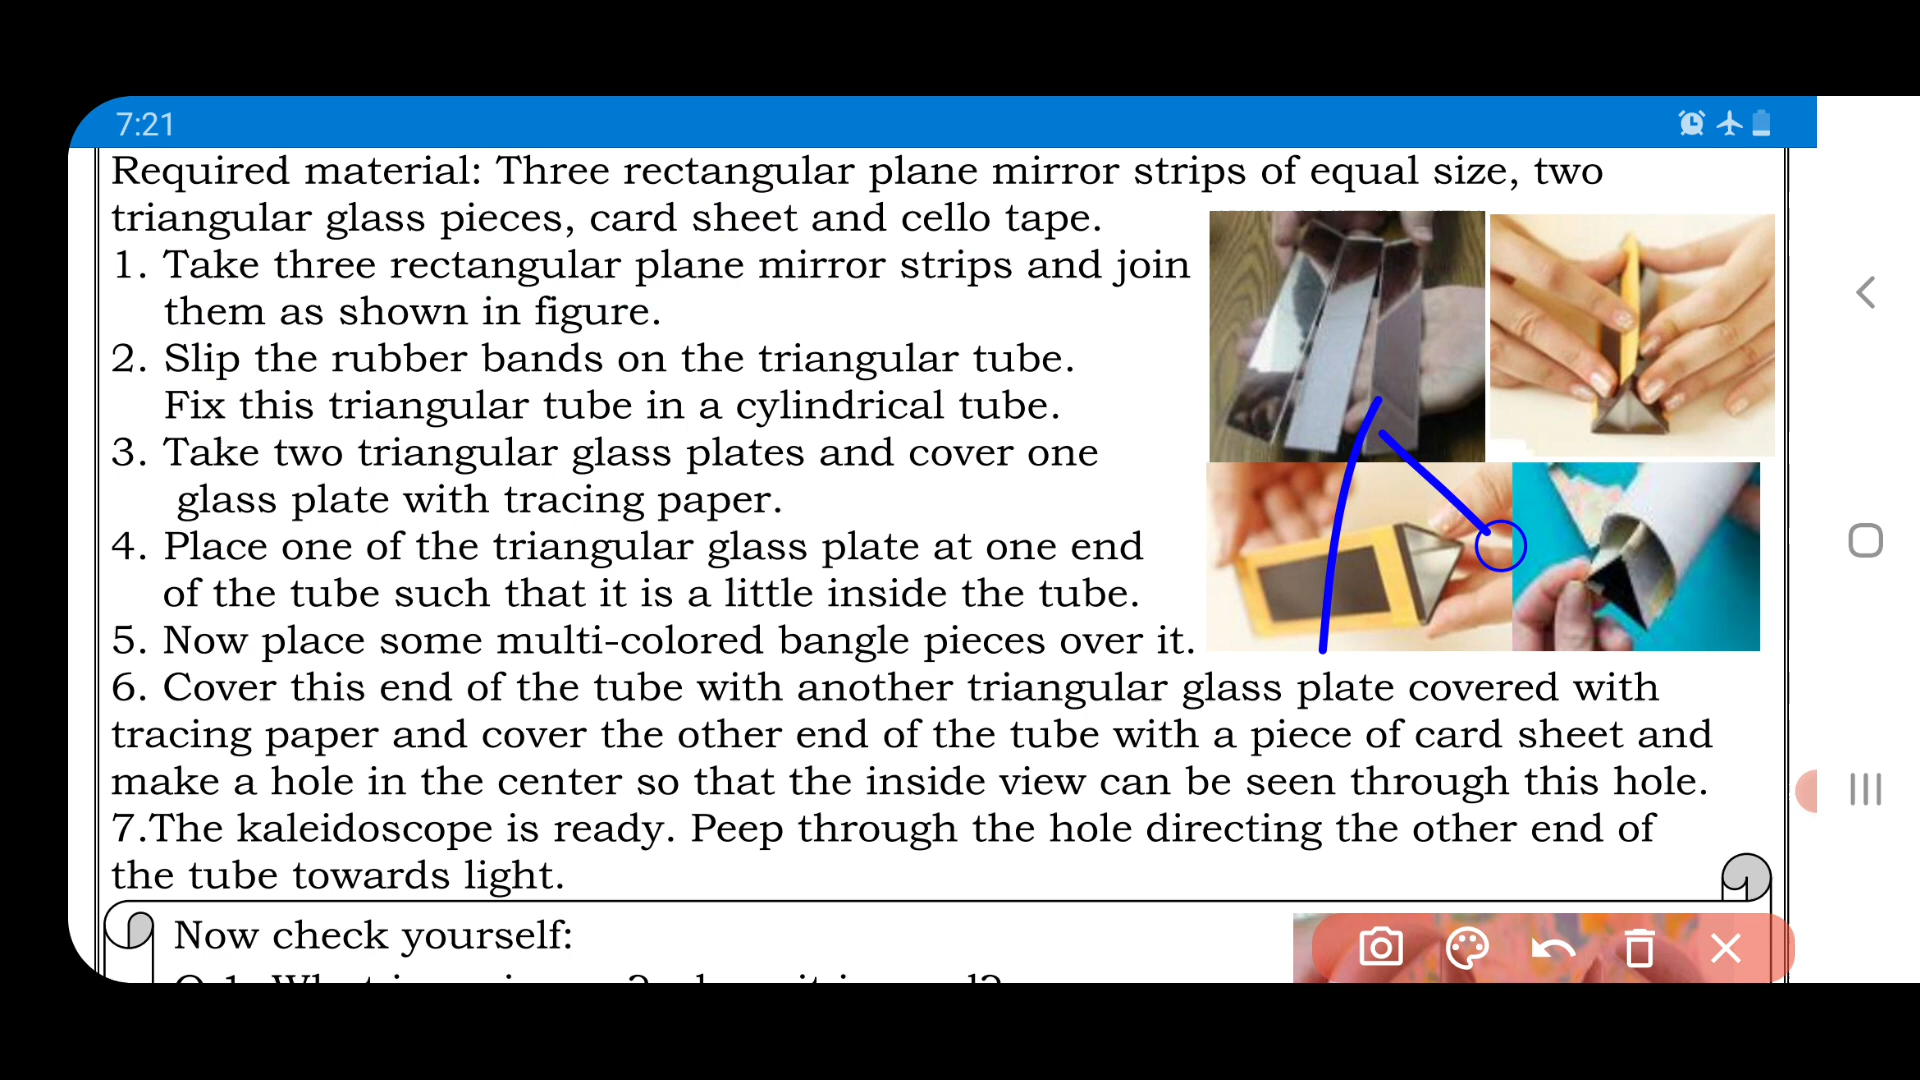 7:21
Required material: Three rectangular plane mirror strips of equal size, two
triangular glass pieces, card sheet and cello tape.
1. Take three rectangular plane mirror strips and join
them as shown in figure.
2. Slip the rubber bands on the triangular tube.
Fix this triangular tube in a cylindrical tube.
3. Take two triangular glass plates and cover one
glass plate with tracing paper.
4. Place one of the triangular glass plate at one end
of the tube such that it is a little inside the tube.
5. Now place some multi-colored bangle pieces over it.
6. Cover this end of the tube with another triangular glass plate covered with
tracing paper and cover the other end of the tube with a piece of card sheet and
make a hole in the center so that the inside view can be seen through this hole.
7.The kaleidoscope is ready. Peep through the hole directing the other end of
the tube towards light.
Now check yourself: